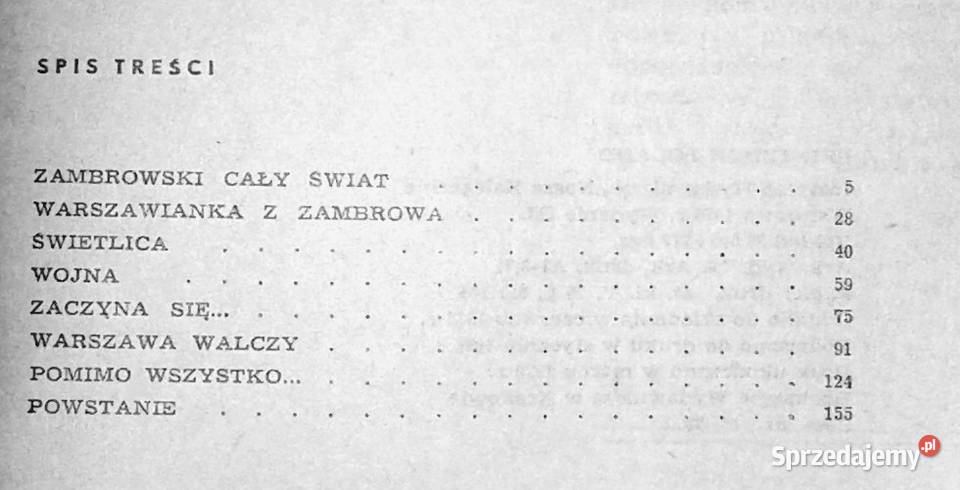 SPIS TREŚCI
ZAMBROWSKI CAŁY ŚWIAT . . . . . . . . . . . 5
WARSZAWIANKA Z ZAMBROWA . . . . . . . . . . . 28
ŚWIETLICA . . . . . . . . . . . . . . . . . 40
WOJNA . . . . . . . . . . . . . . . . . . 59
ZACZYNA SIĘ... . . . . . . . . . . . . . . . 75
WARSZAWA WALCZY . . . . . . . . . . . . . 91
POMIMO WSZYSTKO... . . . . . . . . . . . . . 124
POWSTANIE . . . . . . . . . . . . . . . . 155
Sprzedajemy.pl